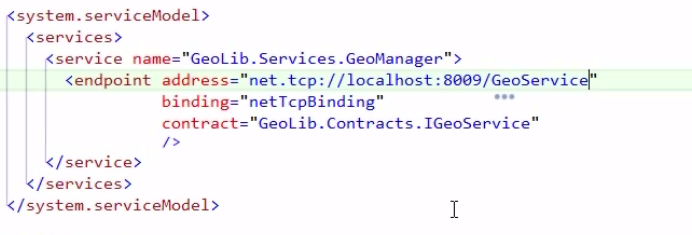 <system.serviceModel>
<services>
<service name="GeoLib.Services.GeoManager">
<endpoint address="net.tcp://localhost:8009/GeoService"
binding="netTcpBinding"
contract="GeoLib.Contracts.IGeoService"
/>
</service>
</services>
</system.serviceModel>